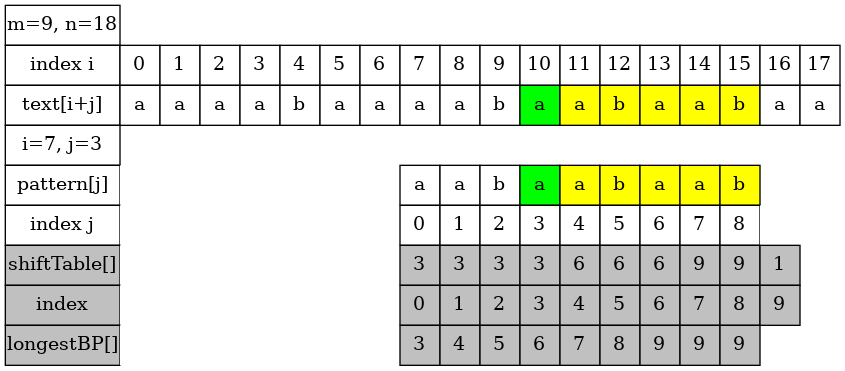 m=9, n=18
index i 0 1 2 3 4 5 6 7 8 9 10 11 12 13 14 15 16 17
text[i+j] a a a a b a a a a b a a b a a b a a
i=7, j=3
pattern[j] a a b a a b a a b
index j 0 1 2 3 4 5 6 7 8
shiftTable[] 3 3 3 3 6 6 6 9 9 1
index 0 1 2 3 4 5 6 7 8 9
longestBP[] 3 4 5 6 7 8 9 9 9